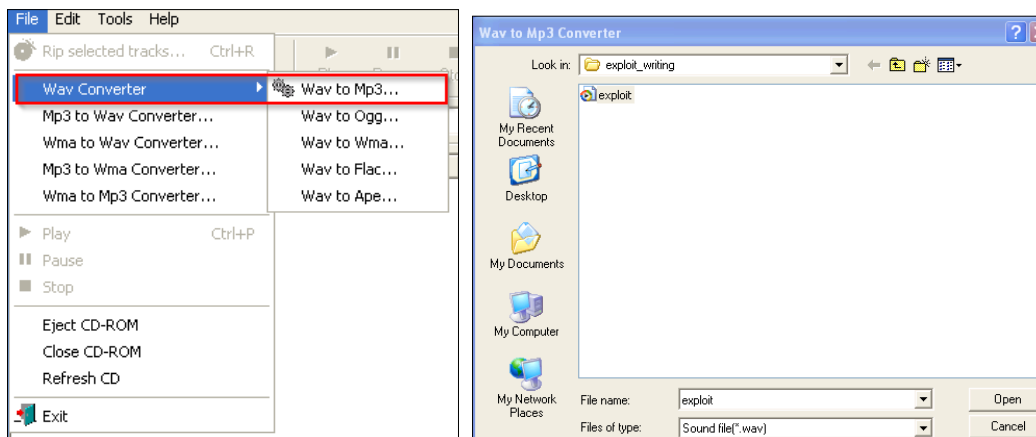 File Edit Tools Help
Rip selected tracks... Ctrl+R
Wav Converter
Mp3 to Wav Converter...
Wma to Wav Converter...
Mp3 to Wma Converter...
Wma to Mp3 Converter...
Play Ctrl+P
Pause
Stop
Eject CD-ROM
Close CD-ROM
Refresh CD
Exit
Wav to Mp3...
Wav to Ogg...
Wav to Wma...
Wav to Flac...
Wav to Ape...
Wav to Mp3 Converter
Look in: exploit_writing
exploit
My Recent
Documents
Desktop
My Documents
My Computer
My Network
Places
File name: exploit Open
Files of type: Sound file(*.wav) Cancel